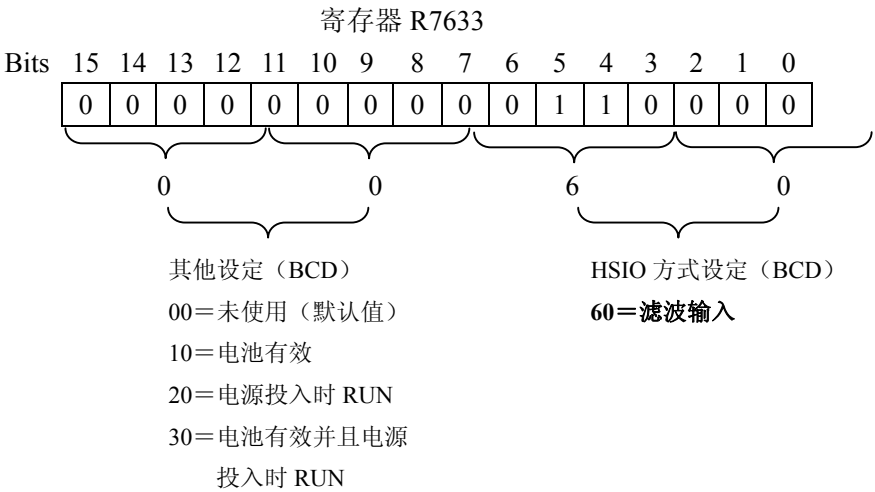 寄存器 R7633
Bits 15 14 13 12 11 10 9 8 7 6 5 4 3 2 1 0
0 0 0 0 0 0 0 0 0 0 1 1 0 0 0 0
0 0 6 0
其他设定（BCD） HSIO 方式设定（BCD）
00＝未使用（默认值） 60＝滤波输入
10＝电池有效
20＝电源投入时 RUN
30＝电池有效并且电源
投入时 RUN